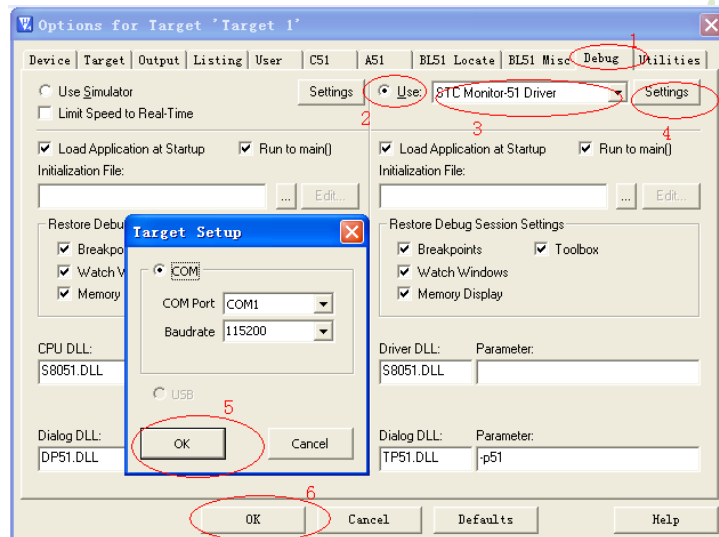 Options for Target 'Target 1'
1
Device Target Output Listing User C51 A51 BL51 Locate BL51 Misc Debug Utilities
Use Simulator Settings Use: STC Monitor-51 Driver Settings
Limit Speed to Real-Time
2 3 4
Load Application at Startup Run to main() Load Application at Startup Run to main()
Initialization File: Initialization File:
... Edit... ... Edit...
Restore Debu Restore Debug Session Settings
Breakpo Breakpoints Toolbox
Watch W Watch Windows
Memory Memory Display
Target Setup
COM
COM Port COM1
Baudrate 115200
USB
5
OK Cancel
CPU DLL: Driver DLL: Parameter:
S8051.DLL S8051.DLL
Dialog DLL: Dialog DLL: Parameter:
DP51.DLL TP51.DLL -p51
6
OK Cancel Defaults Help